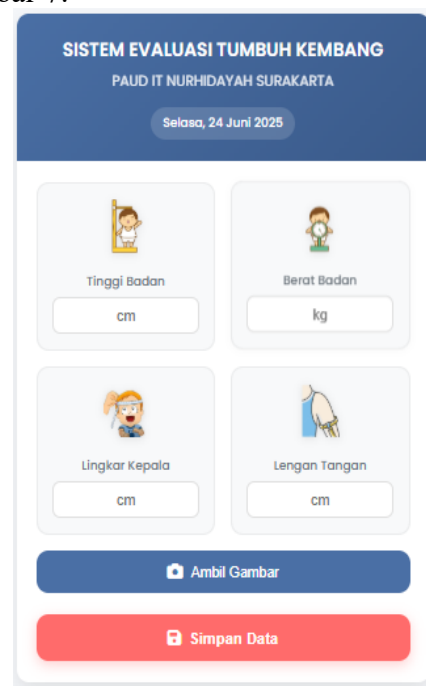 SISTEM EVALUASI TUMBUH KEMBANG
PAUD IT NURHIDAYAH SURAKARTA
Selasa, 24 Juni 2025
Tinggi Badan
cm
Berat Badan
kg
Lingkar Kepala
cm
Lengan Tangan
cm
Ambil Gambar
Simpan Data